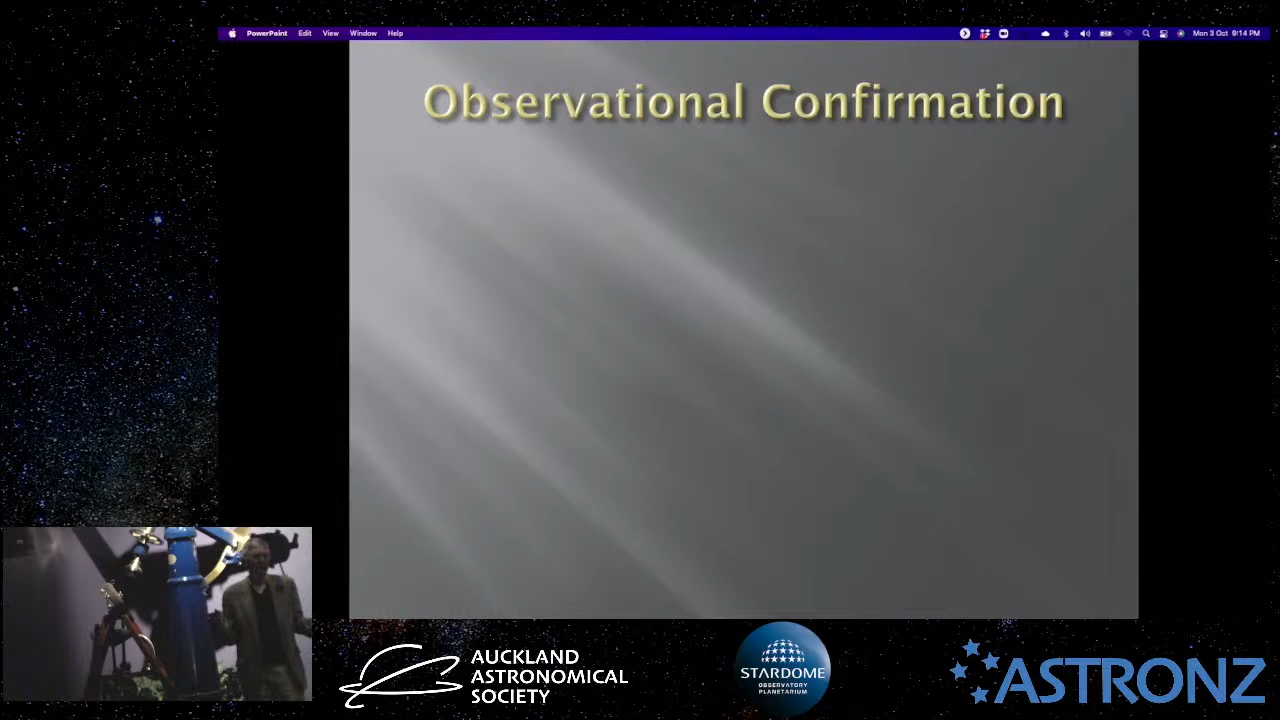 PowerPoint Edit View Window Help
Mon 3 Oct 9:14 PM
Observational Confirmation
AUCKLAND
ASTRONOMICAL
SOCIETY
STARDOME
OBSERVATORY
PLANETARIUM
ASTRONZ